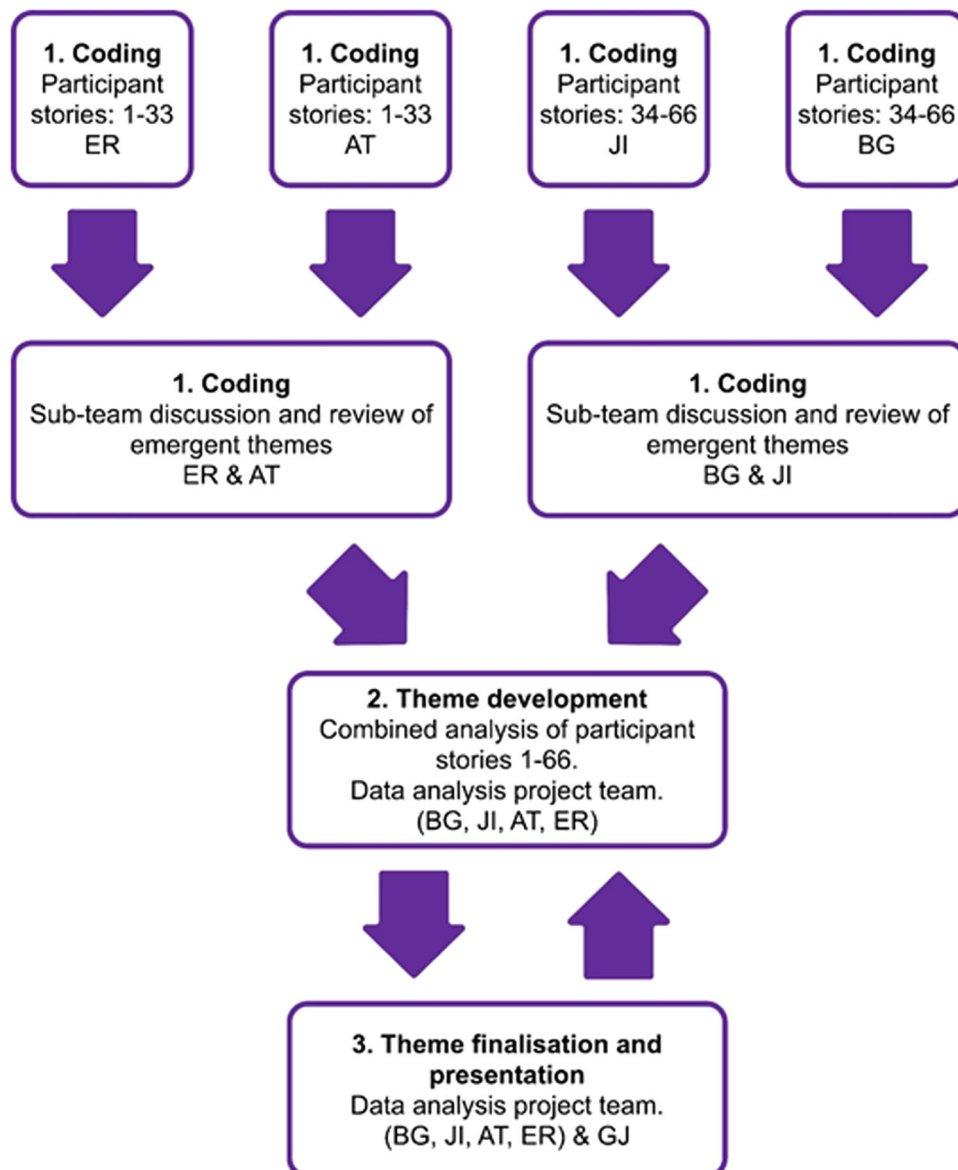 1. Coding
Participant
stories: 1-33
ER
1. Coding
Participant
stories: 1-33
AT
1. Coding
Participant
stories: 34-66
JI
1. Coding
Participant
stories: 34-66
BG
1. Coding
Sub-team discussion and review of
emergent themes
ER & AT
1. Coding
Sub-team discussion and review of
emergent themes
BG & JI
2. Theme development
Combined analysis of participant
stories 1-66.
Data analysis project team.
(BG, JI, AT, ER)
3. Theme finalisation and
presentation
Data analysis project team.
(BG, JI, AT, ER) & GJ